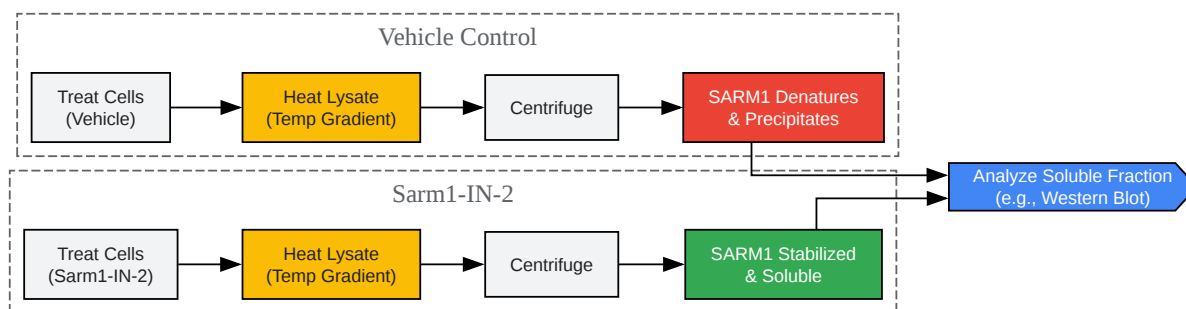 Vehicle Control
Treat Cells
(Vehicle)
Heat Lysate
(Temp Gradient)
Centrifuge
SARM1 Denatures
& Precipitates
Analyze Soluble Fraction
(e.g., Western Blot)
Sarm1-IN-2
Treat Cells
(Sarm1-IN-2)
Heat Lysate
(Temp Gradient)
Centrifuge
SARM1 Stabilized
& Soluble